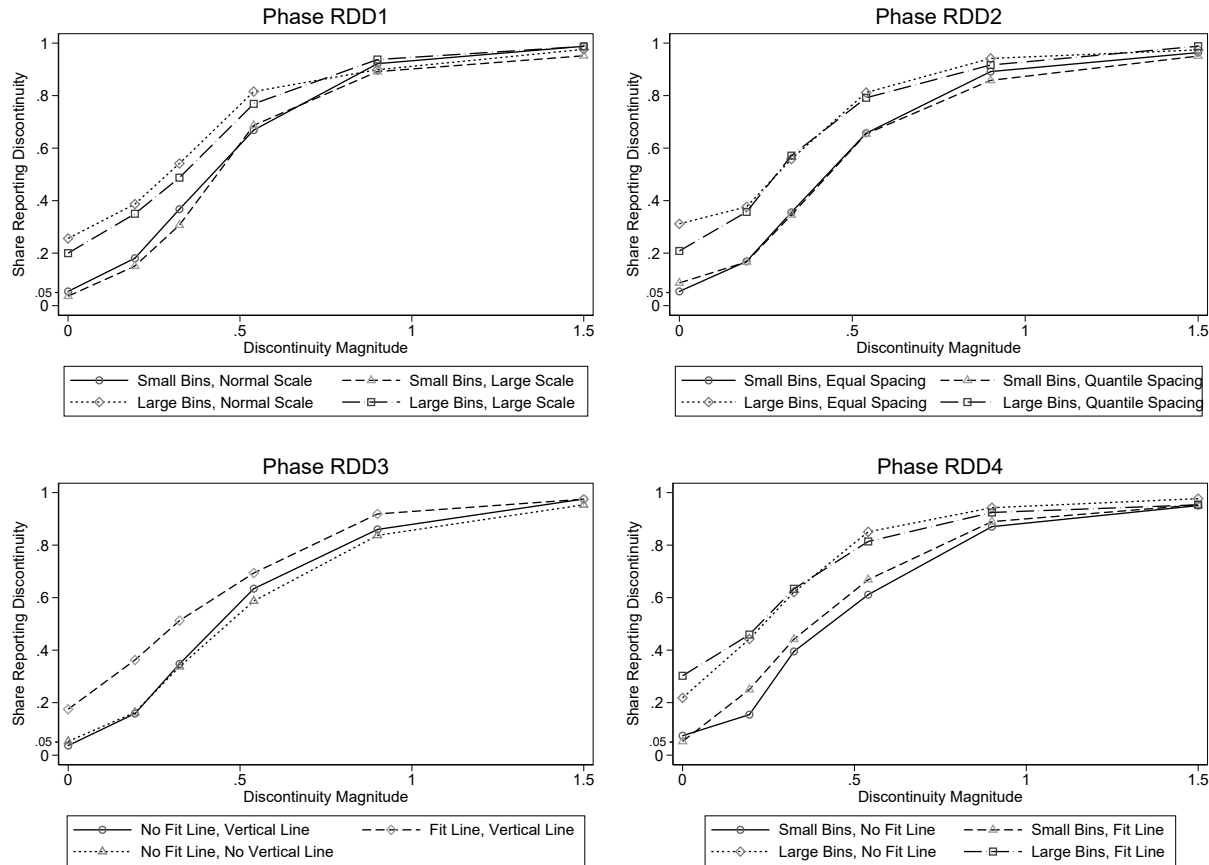 Phase RDD1
Share Reporting Discontinuity
1
.8
.6
.4
.2
.05
0
0 .5 1 1.5
Discontinuity Magnitude
Small Bins, Normal Scale Small Bins, Large Scale
Large Bins, Normal Scale Large Bins, Large Scale
Phase RDD2
Share Reporting Discontinuity
1
.8
.6
.4
.2
.05
0
0 .5 1 1.5
Discontinuity Magnitude
Small Bins, Equal Spacing Small Bins, Quantile Spacing
Large Bins, Equal Spacing Large Bins, Quantile Spacing
Phase RDD3
Share Reporting Discontinuity
1
.8
.6
.4
.2
.05
0
0 .5 1 1.5
Discontinuity Magnitude
No Fit Line, Vertical Line Fit Line, Vertical Line
No Fit Line, No Vertical Line
Phase RDD4
Share Reporting Discontinuity
1
.8
.6
.4
.2
.05
0
0 .5 1 1.5
Discontinuity Magnitude
Small Bins, No Fit Line Small Bins, Fit Line
Large Bins, No Fit Line Large Bins, Fit Line